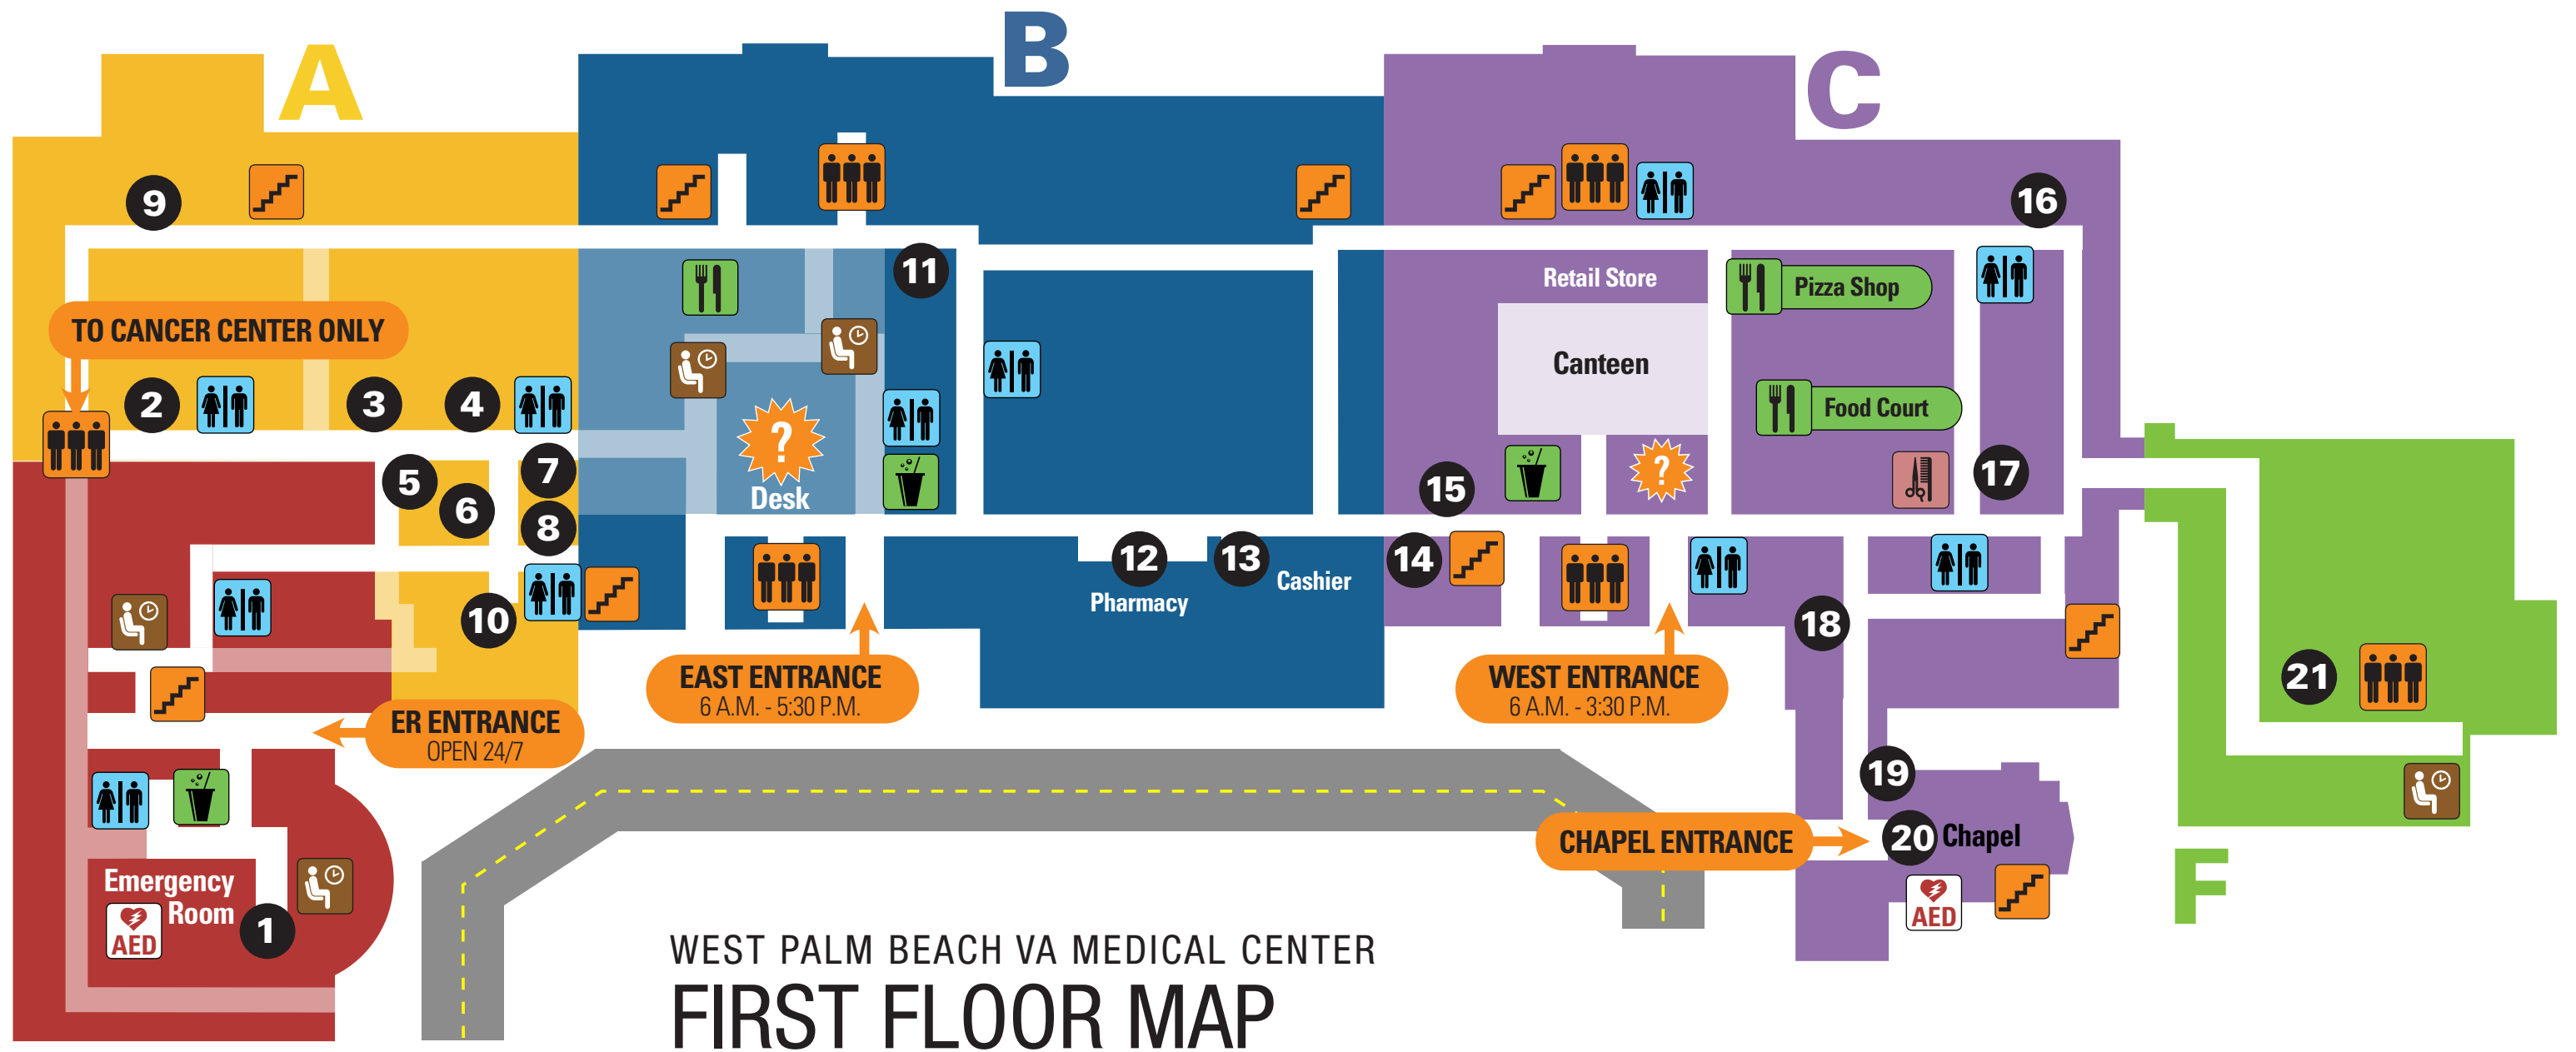 A
B
C
9
16
11
Retail Store
Pizza Shop
TO CANCER CENTER ONLY
Canteen
2
3
4
Food Court
?
Desk
?
5
6
7
8
15
17
12
Pharmacy
13
Cashier
14
10
18
EAST ENTRANCE
6 A.M. - 5:30 P.M.
WEST ENTRANCE
6 A.M. - 3:30 P.M.
21
ER ENTRANCE
OPEN 24/7
19
CHAPEL ENTRANCE
20
Chapel
AED
F
Emergency
Room
AED
1
WEST PALM BEACH VA MEDICAL CENTER
FIRST FLOOR MAP